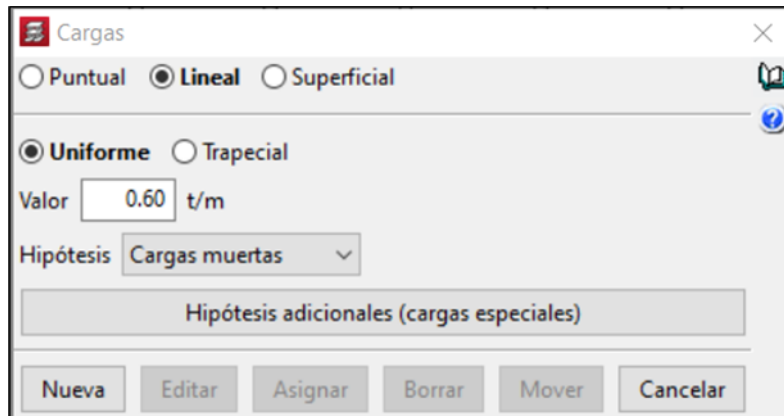 Cargas
Puntual Lineal Superficial
Uniforme Trapecial
Valor 0.60 t/m
Hipótesis Cargas muertas
Hipótesis adicionales (cargas especiales)
Nueva Editar Asignar Borrar Mover Cancelar